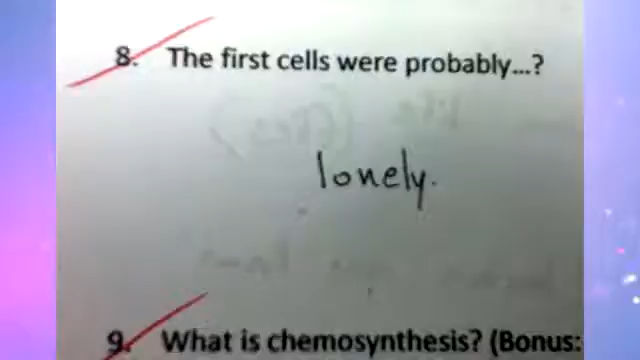 8. The first cells were probably...?
lonely.
9. What is chemosynthesis? (Bonus: